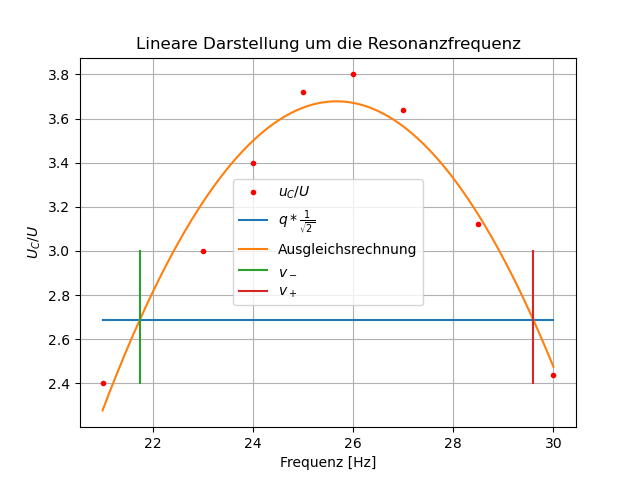 Lineare Darstellung um die Resonanzfrequenz
3.8
3.6
3.4
3.2
3.0
2.8
2.6
2.4
U_C/U
u_C/U
q * 1/√2
Ausgleichsrechnung
v_−
v_+
22 24 26 28 30
Frequenz [Hz]